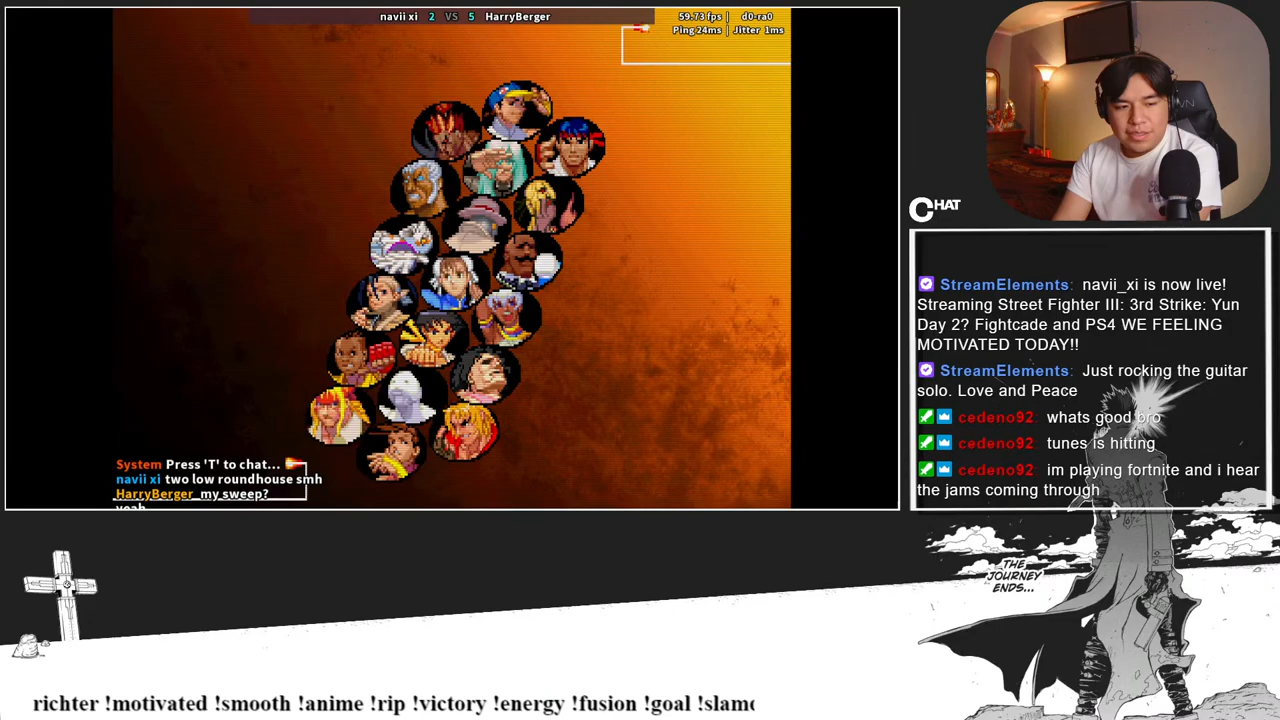 navii xi 2 VS 5 HarryBerger
59.73 fps | d0-ra0
Ping 24ms | Jitter 1ms
CHAT
StreamElements: navii_xi is now live!
Streaming Street Fighter III: 3rd Strike: Yun
Day 2? Fightcade and PS4 WE FEELING
MOTIVATED TODAY!!
StreamElements: Just rocking the guitar
solo. Love and Peace
cedeno92: whats good bro
cedeno92: tunes is hitting
cedeno92: im playing fortnite and i hear
the jams coming through
System Press 'T' to chat...
navii xi two low roundhouse smh
HarryBerger my sweep?
yeah
THE
JOURNEY
ENDS...
richter !motivated !smooth !anime !rip !victory !energy !fusion !goal !slam